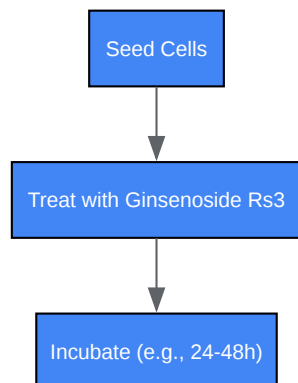 Seed Cells
Treat with Ginsenoside Rs3
Incubate (e.g., 24-48h)